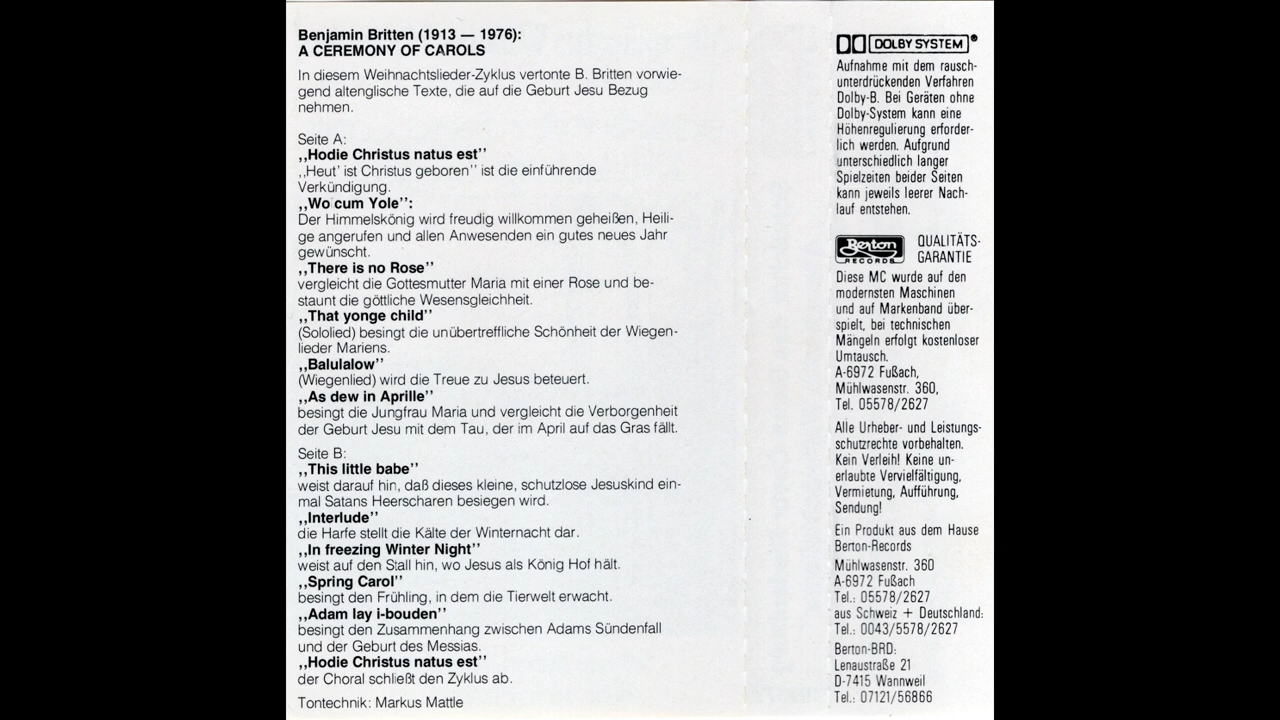 Benjamin Britten (1913 — 1976):
A CEREMONY OF CAROLS
In diesem Weihnachtslieder-Zyklus vertonte B. Britten vorwie-
gend altenglische Texte, die auf die Geburt Jesu Bezug
nehmen.
Seite A:
,,Hodie Christus natus est''
,,Heut' ist Christus geboren'' ist die einführende
Verkündigung.
,,Wo cum Yole'':
Der Himmelskönig wird freudig willkommen geheißen, Heili-
ge angerufen und allen Anwesenden ein gutes neues Jahr
gewünscht.
,,There is no Rose''
vergleicht die Gottesmutter Maria mit einer Rose und be-
staunt die göttliche Wesensgleichheit.
,,That yonge child''
(Sololied) besingt die unübertreffliche Schönheit der Wiegen-
lieder Mariens.
,,Balulalow''
(Wiegenlied) wird die Treue zu Jesus beteuert.
,,As dew in Aprille''
besingt die Jungfrau Maria und vergleicht die Verborgenheit
der Geburt Jesu mit dem Tau, der im April auf das Gras fällt.
Seite B:
,,This little babe''
weist darauf hin, daß dieses kleine, schutzlose Jesuskind ein-
mal Satans Heerscharen besiegen wird.
,,Interlude''
die Harfe stellt die Kälte der Winternacht dar.
,,In freezing Winter Night''
weist auf den Stall hin, wo Jesus als König Hof hält.
,,Spring Carol''
besingt den Frühling, in dem die Tierwelt erwacht.
,,Adam lay i-bouden''
besingt den Zusammenhang zwischen Adams Sündenfall
und der Geburt des Messias.
,,Hodie Christus natus est''
der Choral schließt den Zyklus ab.
Tontechnik: Markus Mattle
DOLBY SYSTEM®
Aufnahme mit dem rausch-
unterdrückenden Verfahren
Dolby-B. Bei Geräten ohne
Dolby-System kann eine
Höhenregulierung erforder-
lich werden. Aufgrund
unterschiedlich langer
Spielzeiten beider Seiten
kann jeweils leerer Nach-
lauf entstehen.
Berton
RECORDS
QUALITÄTS-
GARANTIE
Diese MC wurde auf den
modernsten Maschinen
und auf Markenband über-
spielt, bei technischen
Mängeln erfolgt kostenloser
Umtausch.
A-6972 Fußach,
Mühlwasenstr. 360,
Tel. 05578/2627
Alle Urheber- und Leistungs-
schutzrechte vorbehalten.
Kein Verleih! Keine un-
erlaubte Vervielfältigung,
Vermietung, Aufführung,
Sendung!
Ein Produkt aus dem Hause
Berton-Records
Mühlwasenstr. 360
A-6972 Fußach
Tel.: 05578/2627
aus Schweiz + Deutschland:
Tel.: 0043/5578/2627
Berton-BRD:
Lenaustraße 21
D-7415 Wannweil
Tel.: 07121/56866